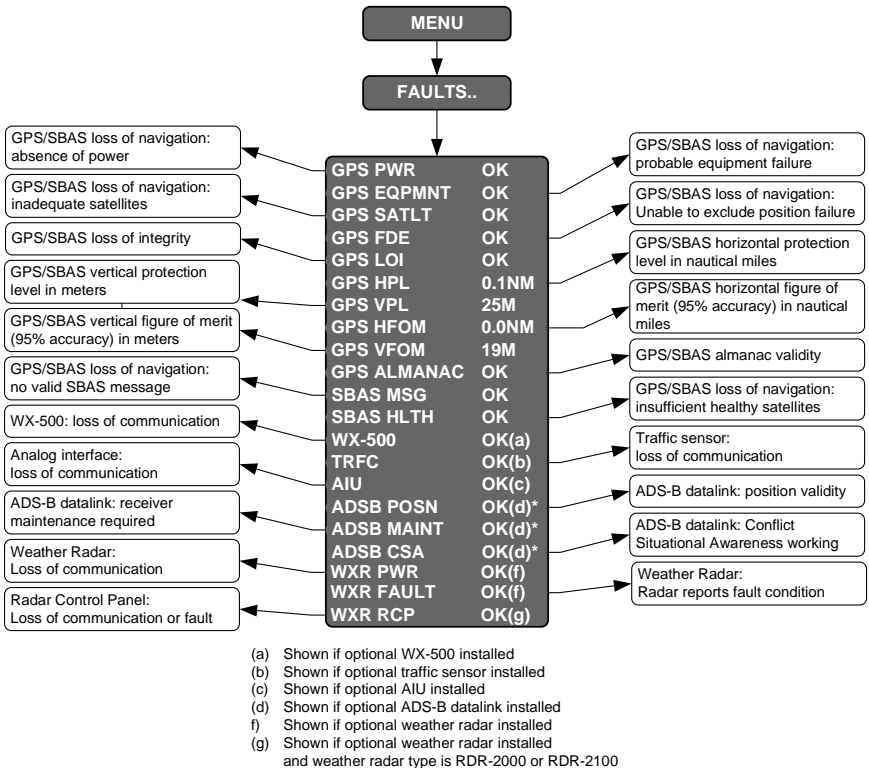 MENU
FAULTS..
GPS/SBAS loss of navigation:
absence of power
GPS/SBAS loss of navigation:
inadequate satellites
GPS/SBAS loss of integrity
GPS/SBAS vertical protection
level in meters
GPS/SBAS vertical figure of merit
(95% accuracy) in meters
GPS/SBAS loss of navigation:
no valid SBAS message
WX-500: loss of communication
Analog interface:
loss of communication
ADS-B datalink: receiver
maintenance required
Weather Radar:
Loss of communication
Radar Control Panel:
Loss of communication or fault
GPS PWR OK
GPS EQPMNT OK
GPS SATLT OK
GPS FDE OK
GPS LOI OK
GPS HPL 0.1NM
GPS VPL 25M
GPS HFOM 0.0NM
GPS VFOM 19M
GPS ALMANAC OK
SBAS MSG OK
SBAS HLTH OK
WX-500 OK(a)
TRFC OK(b)
AIU OK(c)
ADSB POSN OK(d)*
ADSB MAINT OK(d)*
ADSB CSA OK(d)*
WXR PWR OK(f)
WXR FAULT OK(f)
WXR RCP OK(g)
GPS/SBAS loss of navigation:
probable equipment failure
GPS/SBAS loss of navigation:
Unable to exclude position failure
GPS/SBAS horizontal protection
level in nautical miles
GPS/SBAS horizontal figure of
merit (95% accuracy) in nautical
miles
GPS/SBAS almanac validity
GPS/SBAS loss of navigation:
insufficient healthy satellites
Traffic sensor:
loss of communication
ADS-B datalink: position validity
ADS-B datalink: Conflict
Situational Awareness working
Weather Radar:
Radar reports fault condition
(a) Shown if optional WX-500 installed
(b) Shown if optional traffic sensor installed
(c) Shown if optional AIU installed
(d) Shown if optional ADS-B datalink installed
f) Shown if optional weather radar installed
(g) Shown if optional weather radar installed
and weather radar type is RDR-2000 or RDR-2100